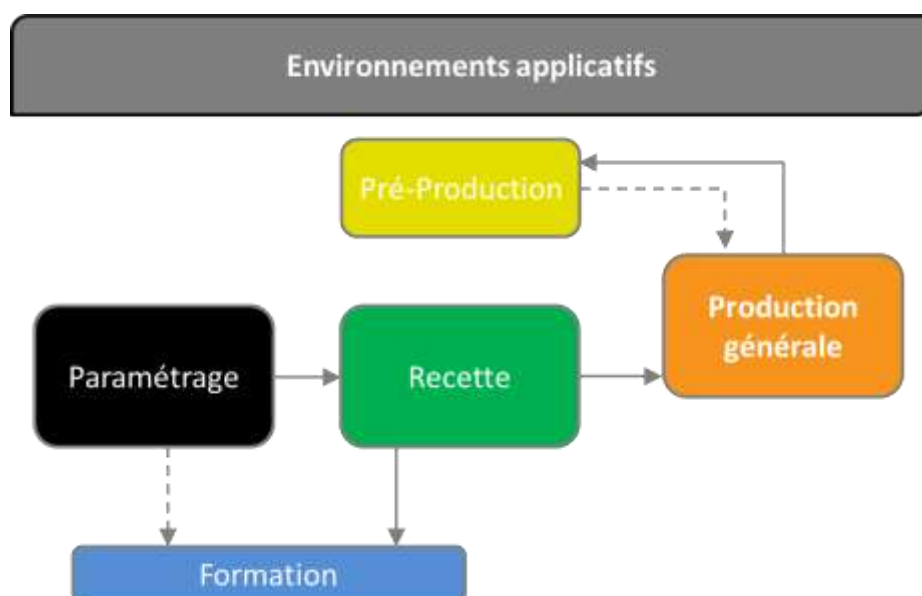 Environnements applicatifs
Pré-Production
Production
générale
Paramétrage
Recette
Formation